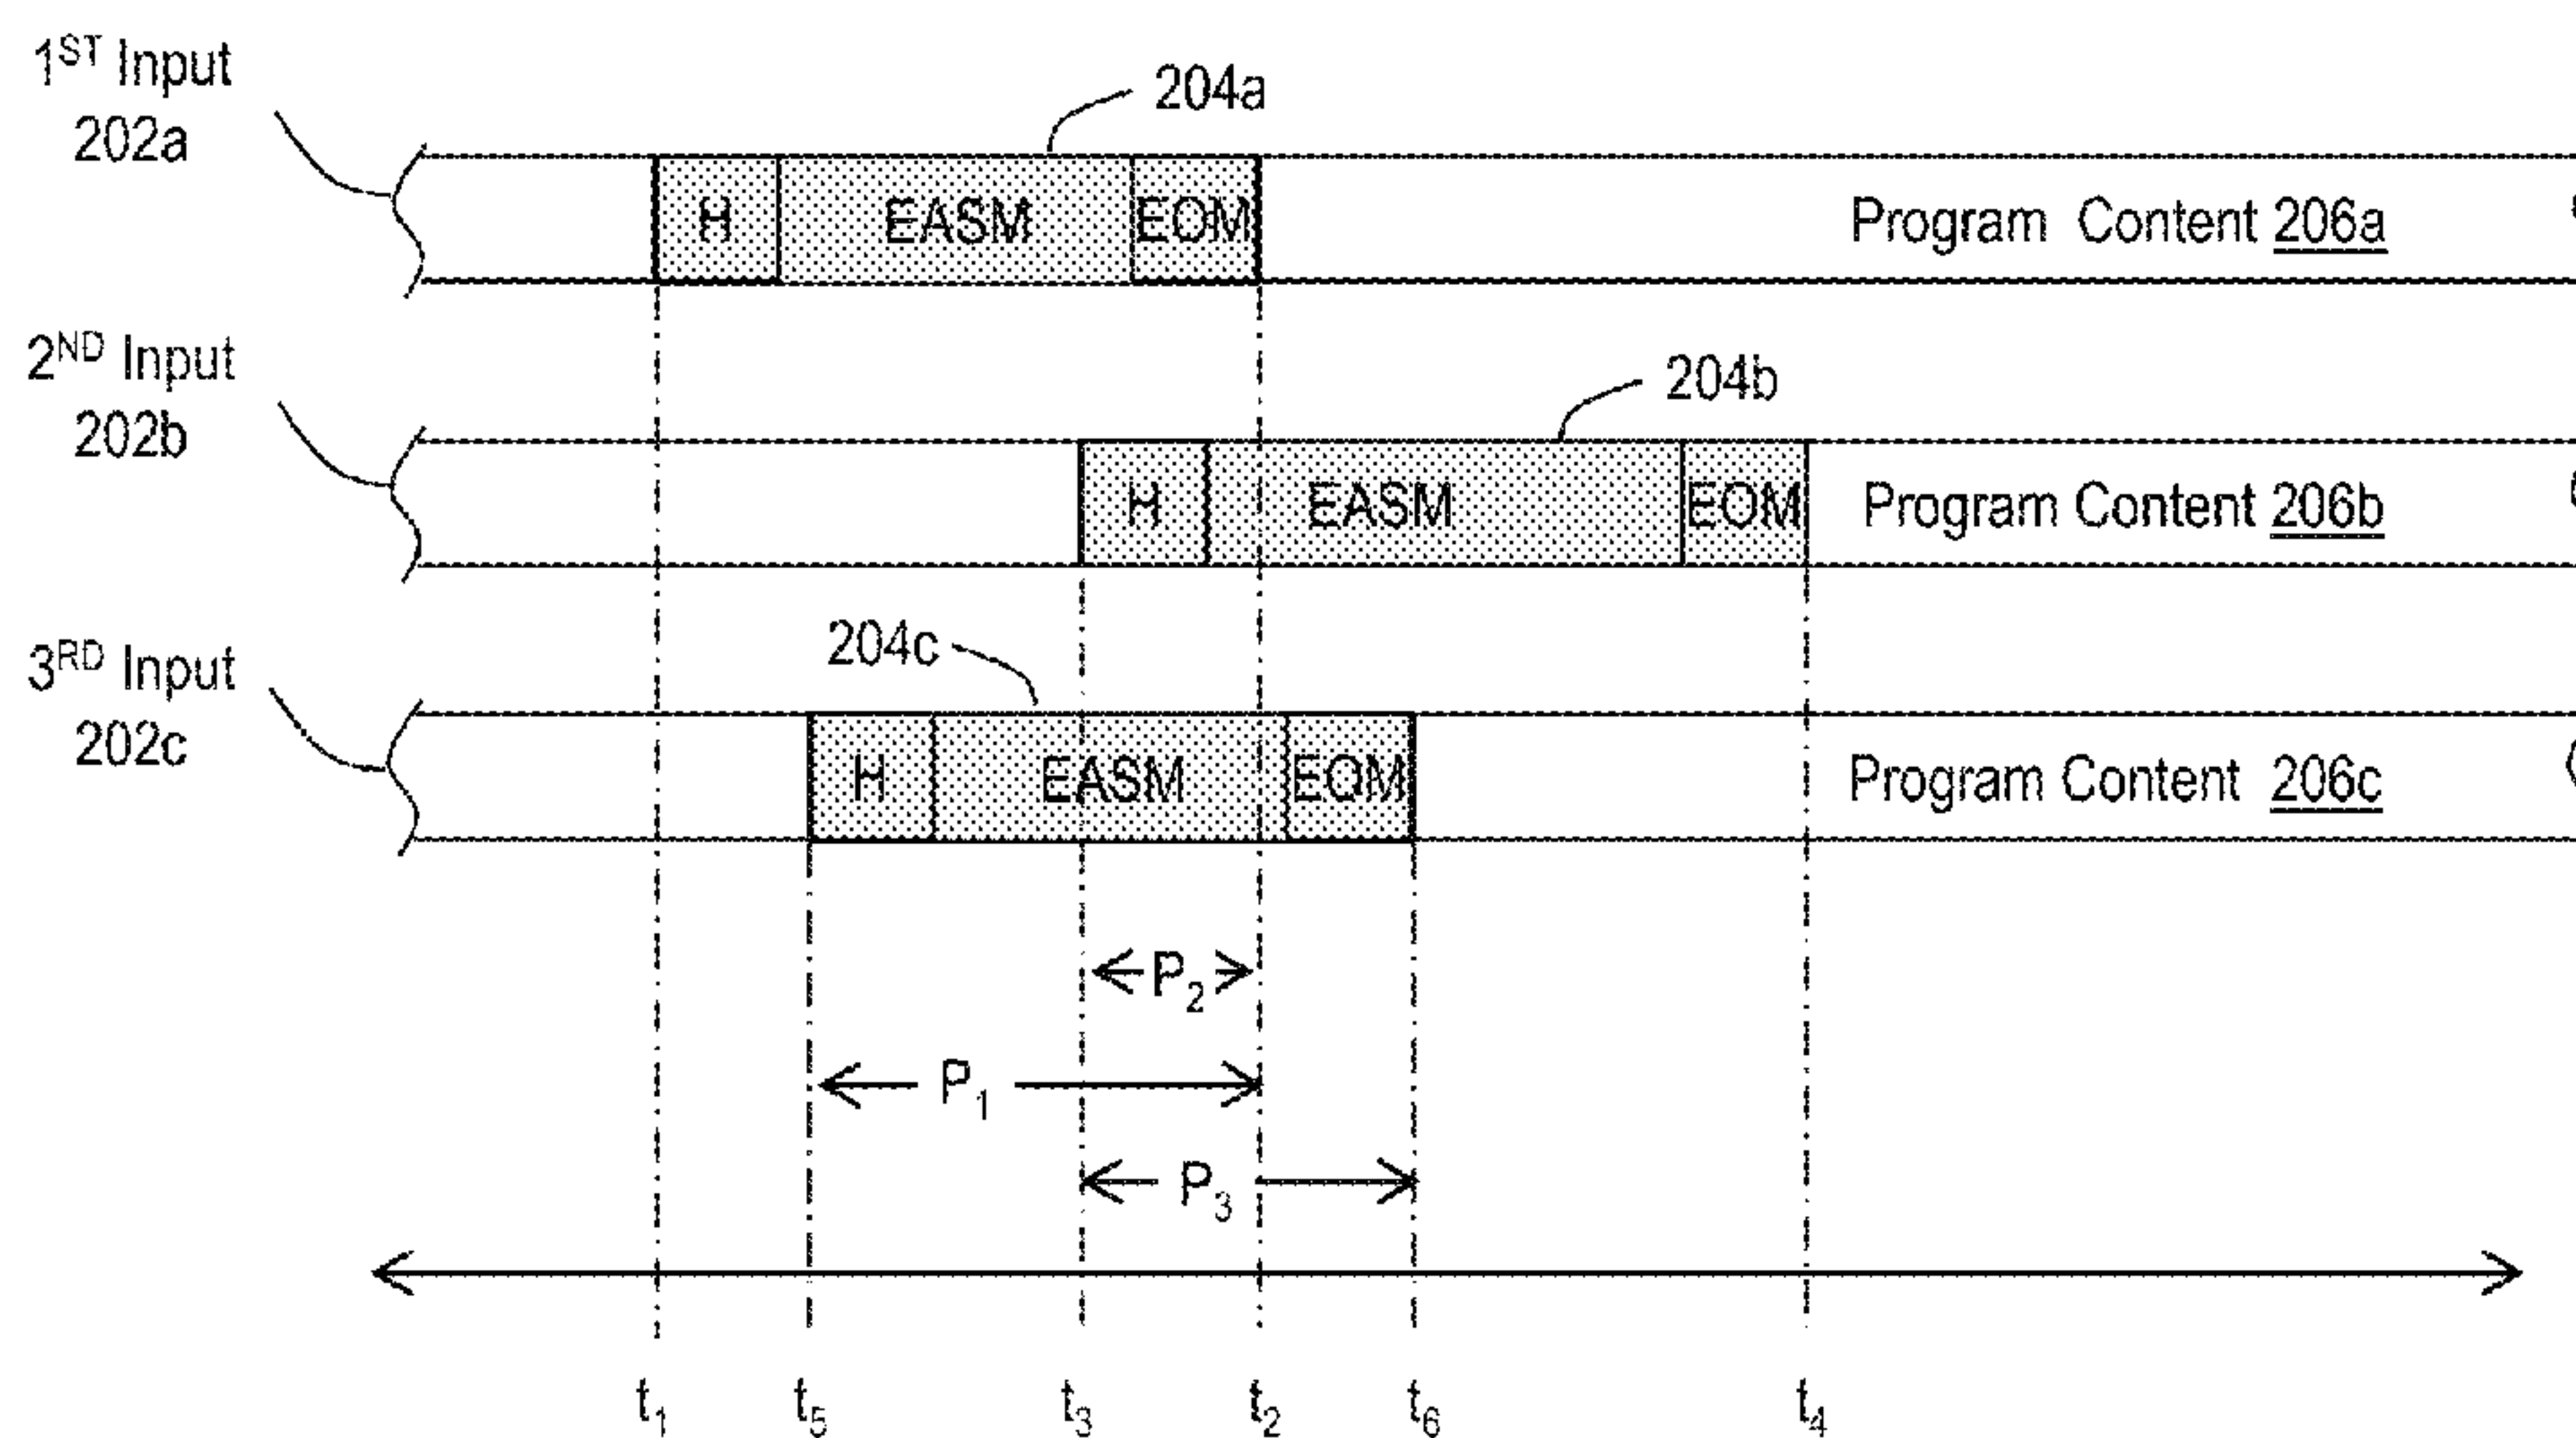 1ST Input
202a
204a
H
EASM
EOM
Program Content 206a
2ND Input
202b
204b
H
EASM
EOM
Program Content 206b
3RD Input
202c
204c
H
EASM
EOM
Program Content 206c
P2
P1
P3
t1 t5 t3 t2 t6 t4